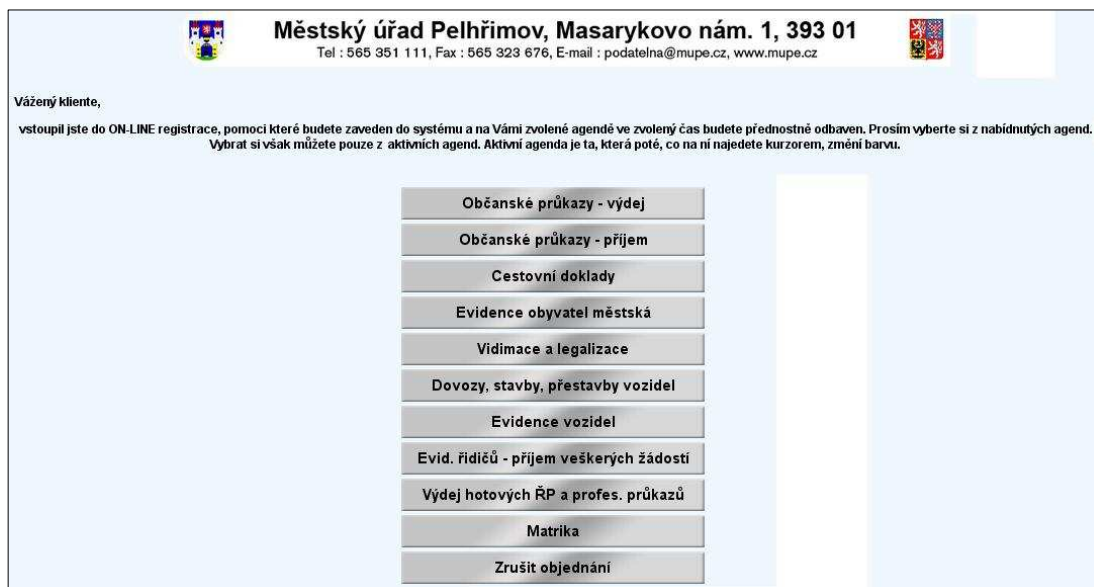 Městský úřad Pelhřimov, Masarykovo nám. 1, 393 01
Tel : 565 351 111, Fax : 565 323 676, E-mail : podatelna@mupe.cz, www.mupe.cz
Vážený kliente,
vstoupil jste do ON-LINE registrace, pomoci které budete zaveden do systému a na Vámi zvolené agendě ve zvolený čas budete přednostně odbaven. Prosím vyberte si z nabídnutých agend.
Vybrat si však můžete pouze z aktivních agend. Aktivní agenda je ta, která poté, co na ní najedete kurzorem, změní barvu.
Občanské průkazy - výdej
Občanské průkazy - příjem
Cestovní doklady
Evidence obyvatel městská
Vidimace a legalizace
Dovozy, stavby, přestavby vozidel
Evidence vozidel
Evid. řidičů - příjem veškerých žádostí
Výdej hotových ŘP a profes. průkazů
Matrika
Zrušit objednání